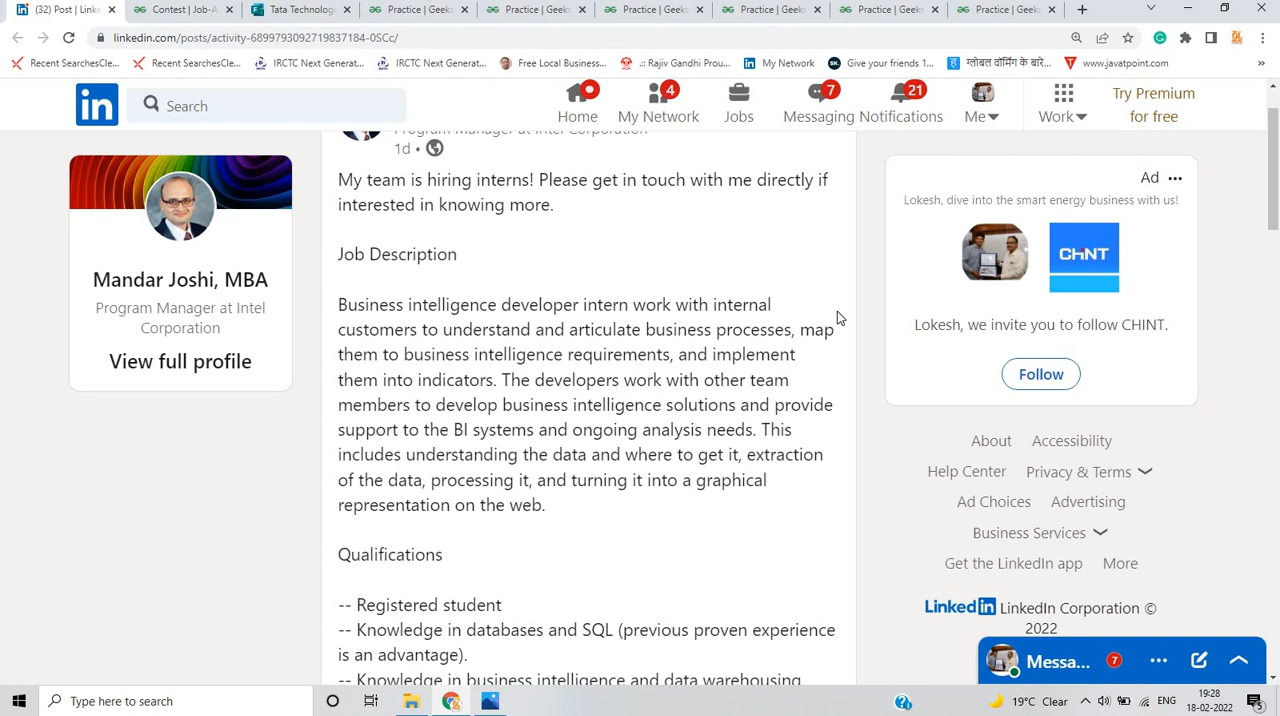 (32) Post | Link
Contest | Job-A
Tata Technolog
Practice | Geeks
Practice | Geeks
Practice | Geeks
Practice | Geeks
Practice | Geeks
Practice | Geeks
linkedin.com/posts/activity-6899793092719837184-0SCc/
Recent SearchesCle...
Recent SearchesCle...
IRCTC Next Generat...
IRCTC Next Generat...
Free Local Business...
.:: Rajiv Gandhi Prou...
My Network
Give your friends 1...
ग्लोबल वॉर्मिंग के बारे...
www.javatpoint.com
in
Search
Home
4
My Network
Jobs
7
Messaging
21
Notifications
Me
Work
Try Premium
for free
Mandar Joshi, MBA
Program Manager at Intel
Corporation
View full profile
Program Manager at Intel Corporation
1d •
My team is hiring interns! Please get in touch with me directly if
interested in knowing more.
Job Description
Business intelligence developer intern work with internal
customers to understand and articulate business processes, map
them to business intelligence requirements, and implement
them into indicators. The developers work with other team
members to develop business intelligence solutions and provide
support to the BI systems and ongoing analysis needs. This
includes understanding the data and where to get it, extraction
of the data, processing it, and turning it into a graphical
representation on the web.
Qualifications
-- Registered student
-- Knowledge in databases and SQL (previous proven experience
is an advantage).
-- Knowledge in business intelligence and data warehousing
Ad •••
Lokesh, dive into the smart energy business with us!
CHNT
Lokesh, we invite you to follow CHINT.
Follow
About Accessibility
Help Center Privacy & Terms
Ad Choices Advertising
Business Services
Get the LinkedIn app More
Linkedin LinkedIn Corporation ©
2022
Messa... 7
Type here to search
19°C Clear
ENG
19:28
18-02-2022
5